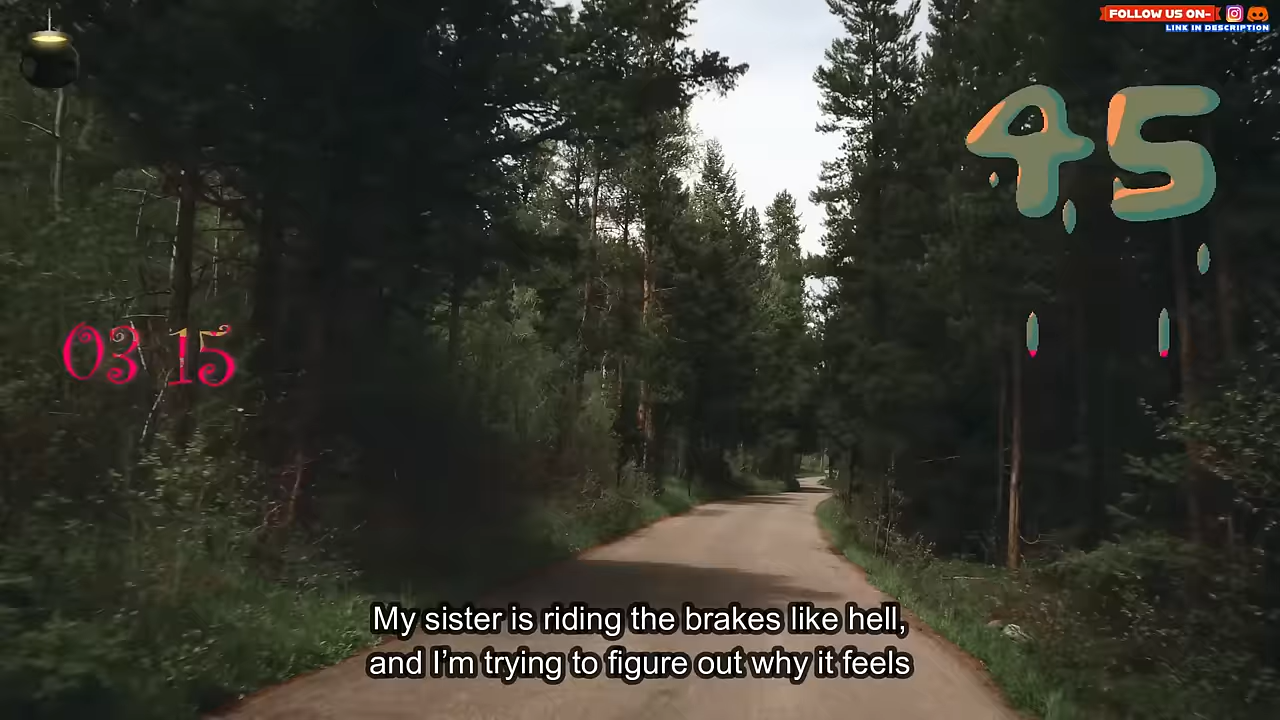 FOLLOW US ON-
LINK IN DESCRIPTION
45
03 15
My sister is riding the brakes like hell,
and I'm trying to figure out why it feels